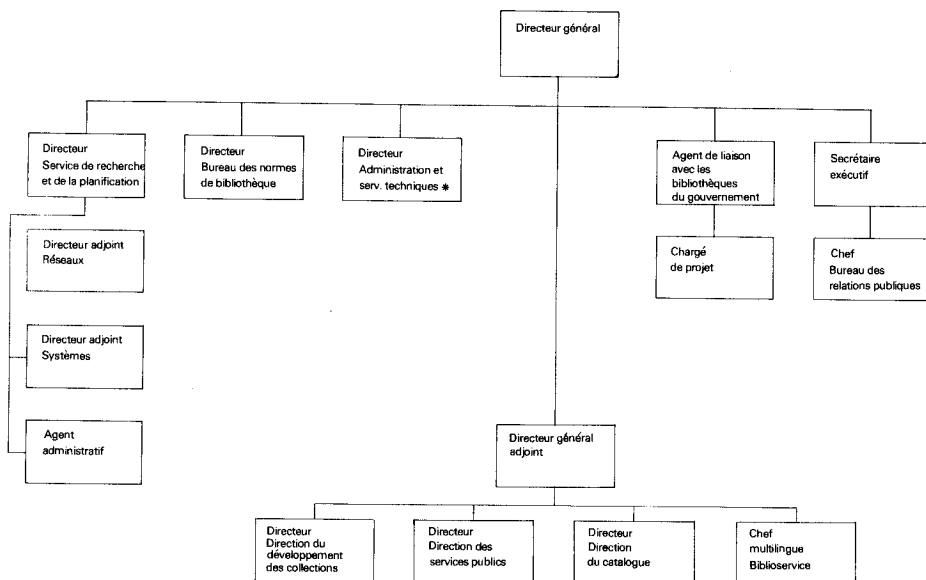 Directeur général
Directeur
Service de recherche
et de la planification
Directeur
Bureau des normes
de bibliothèque
Directeur
Administration et
serv. techniques *
Agent de liaison
avec les
bibliothèques
du gouvernement
Secrétaire
exécutif
Directeur adjoint
Réseaux
Chargé
de projet
Chef
Bureau des
relations publiques
Directeur adjoint
Systèmes
Agent
administratif
Directeur général
adjoint
Directeur
Direction du
développement
des collections
Directeur
Direction des
services publics
Directeur
Direction
du catalogue
Chef
multilingue
Biblioservice